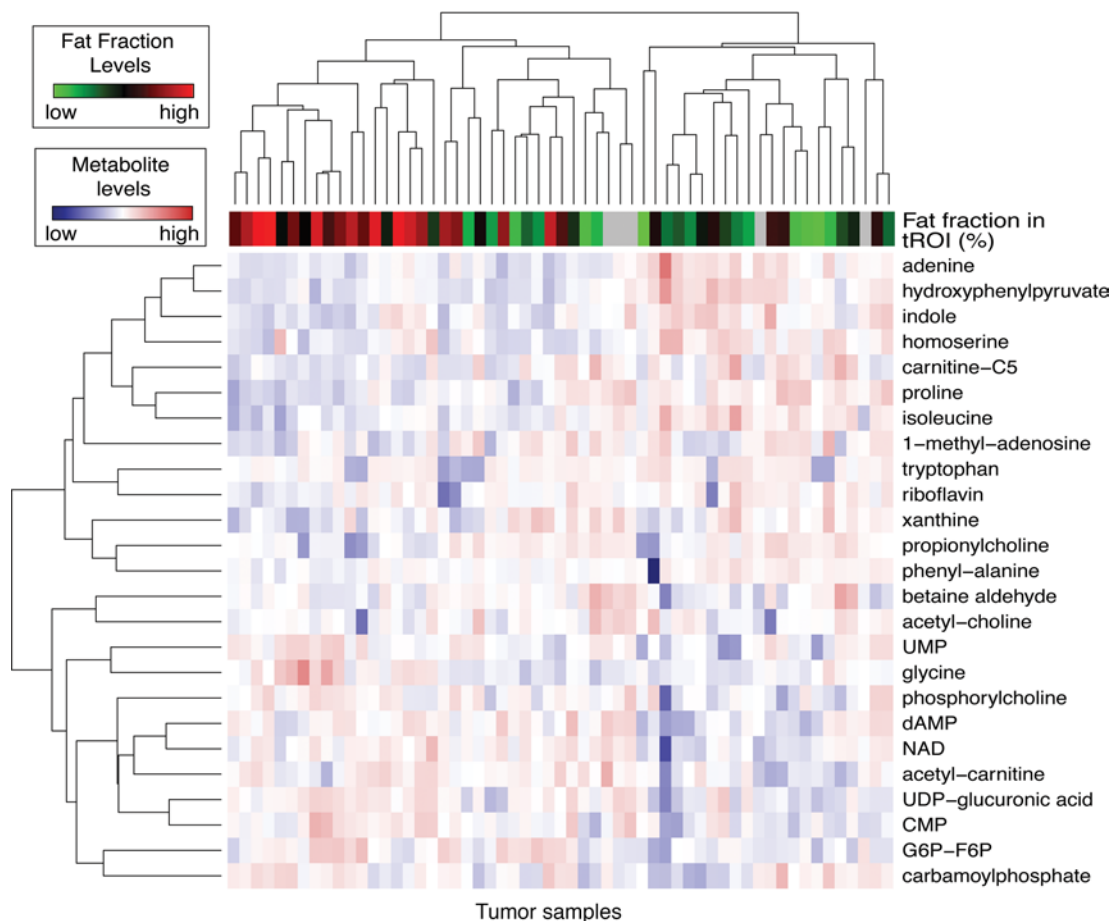 Fat Fraction
Levels
low high
Metabolite
levels
low high
Fat fraction in
tROI (%)
adenine
hydroxyphenylpyruvate
indole
homoserine
carnitine−C5
proline
isoleucine
1−methyl−adenosine
tryptophan
riboflavin
xanthine
propionylcholine
phenyl−alanine
betaine aldehyde
acetyl−choline
UMP
glycine
phosphorylcholine
dAMP
NAD
acetyl−carnitine
UDP−glucuronic acid
CMP
G6P−F6P
carbamoylphosphate
Tumor samples